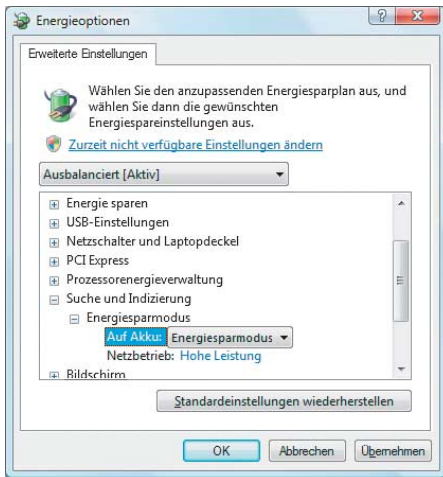 Energieoptionen
Erweiterte Einstellungen
Wählen Sie den anzupassenden Energiesparplan aus, und
wählen Sie dann die gewünschten
Energiespareinstellungen aus.
Zurzeit nicht verfügbare Einstellungen ändern
Ausbalanciert [Aktiv]
Energie sparen
USB-Einstellungen
Netzschalter und Laptopdeckel
PCI Express
Prozessorenergieverwaltung
Suche und Indizierung
Energiesparmodus
Auf Akku: Energiesparmodus
Netzbetrieb: Hohe Leistung
Bildschirm
Standardeinstellungen wiederherstellen
OK Abbrechen Übernehmen